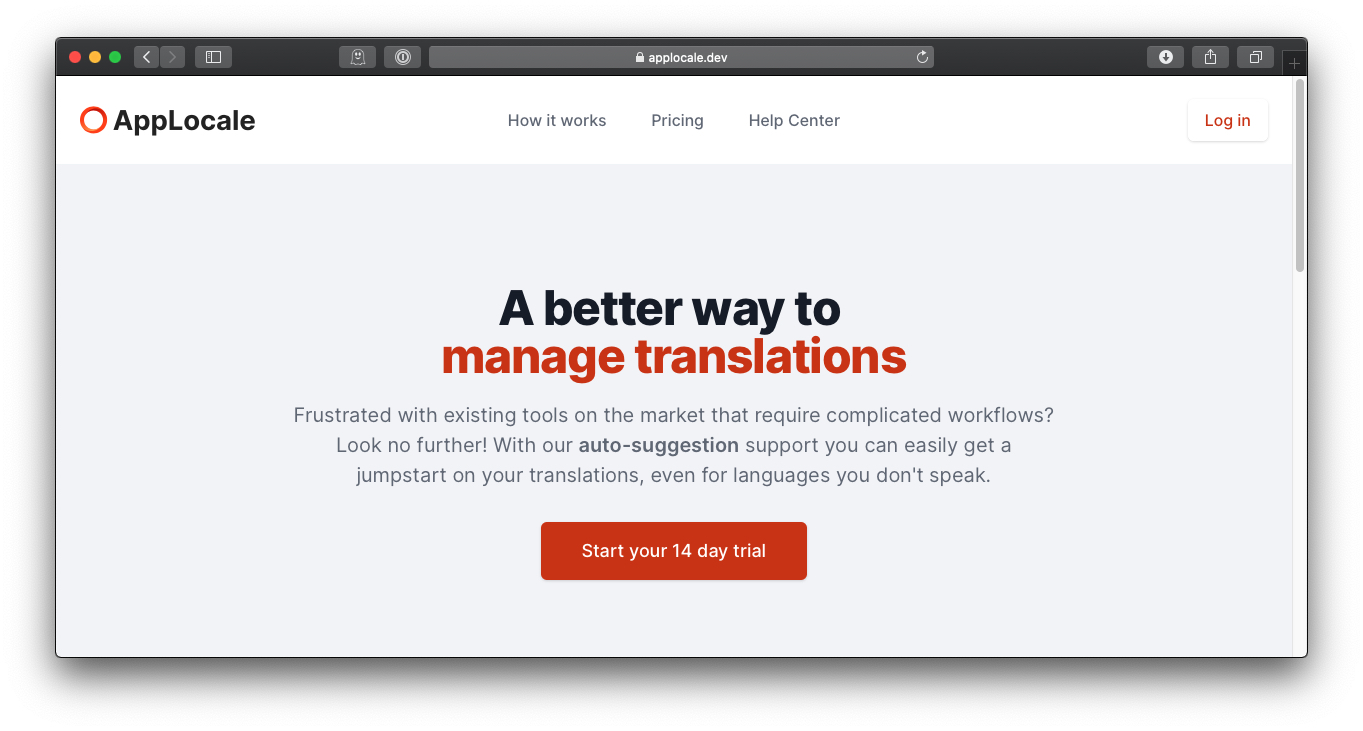 applocale.dev
AppLocale
How it works
Pricing
Help Center
Log in
A better way to
manage translations
Frustrated with existing tools on the market that require complicated workflows?
Look no further! With our auto-suggestion support you can easily get a
jumpstart on your translations, even for languages you don't speak.
Start your 14 day trial